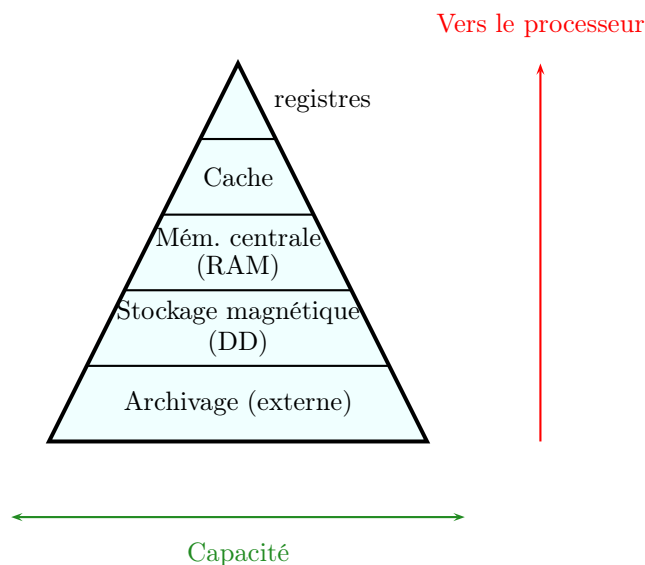 Vers le processeur
registres
Cache
Mém. centrale
(RAM)
Stockage magnétique
(DD)
Archivage (externe)
Capacité